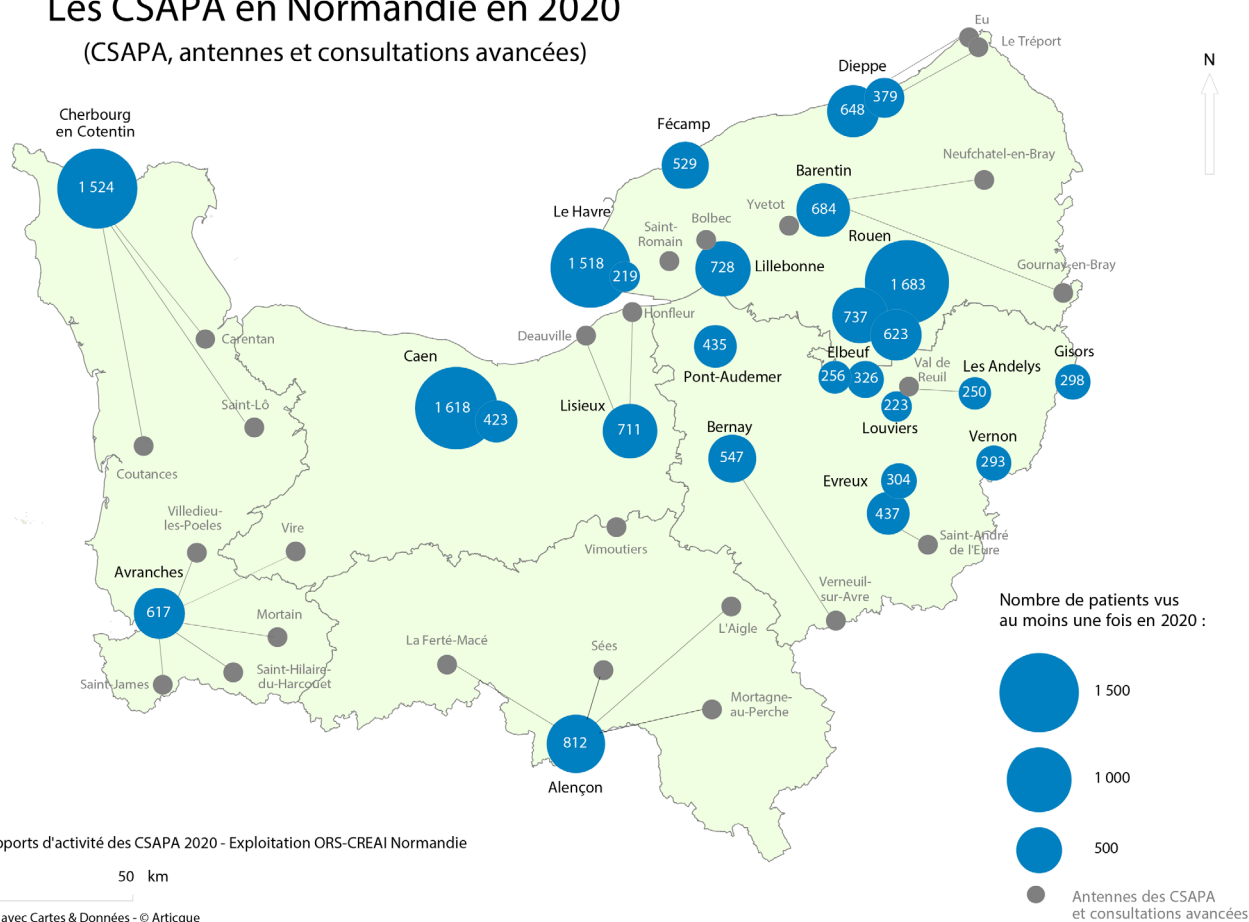 Les CSAPA en Normandie en 2020
(CSAPA, antennes et consultations avancées)
Eu
Le Tréport
N
Dieppe
648
379
Cherbourg
en Cotentin
1 524
Fécamp
529
Neufchatel-en-Bray
Barentin
684
Yvetot
Le Havre
1 518
219
Saint-
Romain
Bolbec
728
Lillebonne
Rouen
1 683
737
623
Gournay-en-Bray
Honfleur
Deauville
Carentan
435
Pont-Audemer
Elbeuf
256
326
Val de
Reuil
Les Andelys
250
Gisors
298
223
Louviers
Caen
1 618
423
Lisieux
711
Saint-Lô
Coutances
Bernay
547
Vernon
293
Evreux
304
437
Saint-André
de l'Eure
Villedieu-
les-Poeles
Vire
Vimoutiers
Avranches
617
Mortain
Saint-Hilaire-
du-Harcouet
Saint-James
Verneuil-
sur-Avre
L'Aigle
La Ferté-Macé
Sées
Mortagne-
au-Perche
812
Alençon
Nombre de patients vus
au moins une fois en 2020 :
1 500
1 000
500
Antennes des CSAPA
et consultations avancées
pports d'activité des CSAPA 2020 - Exploitation ORS-CREAI Normandie
50 km
avec Cartes & Données - © Articque